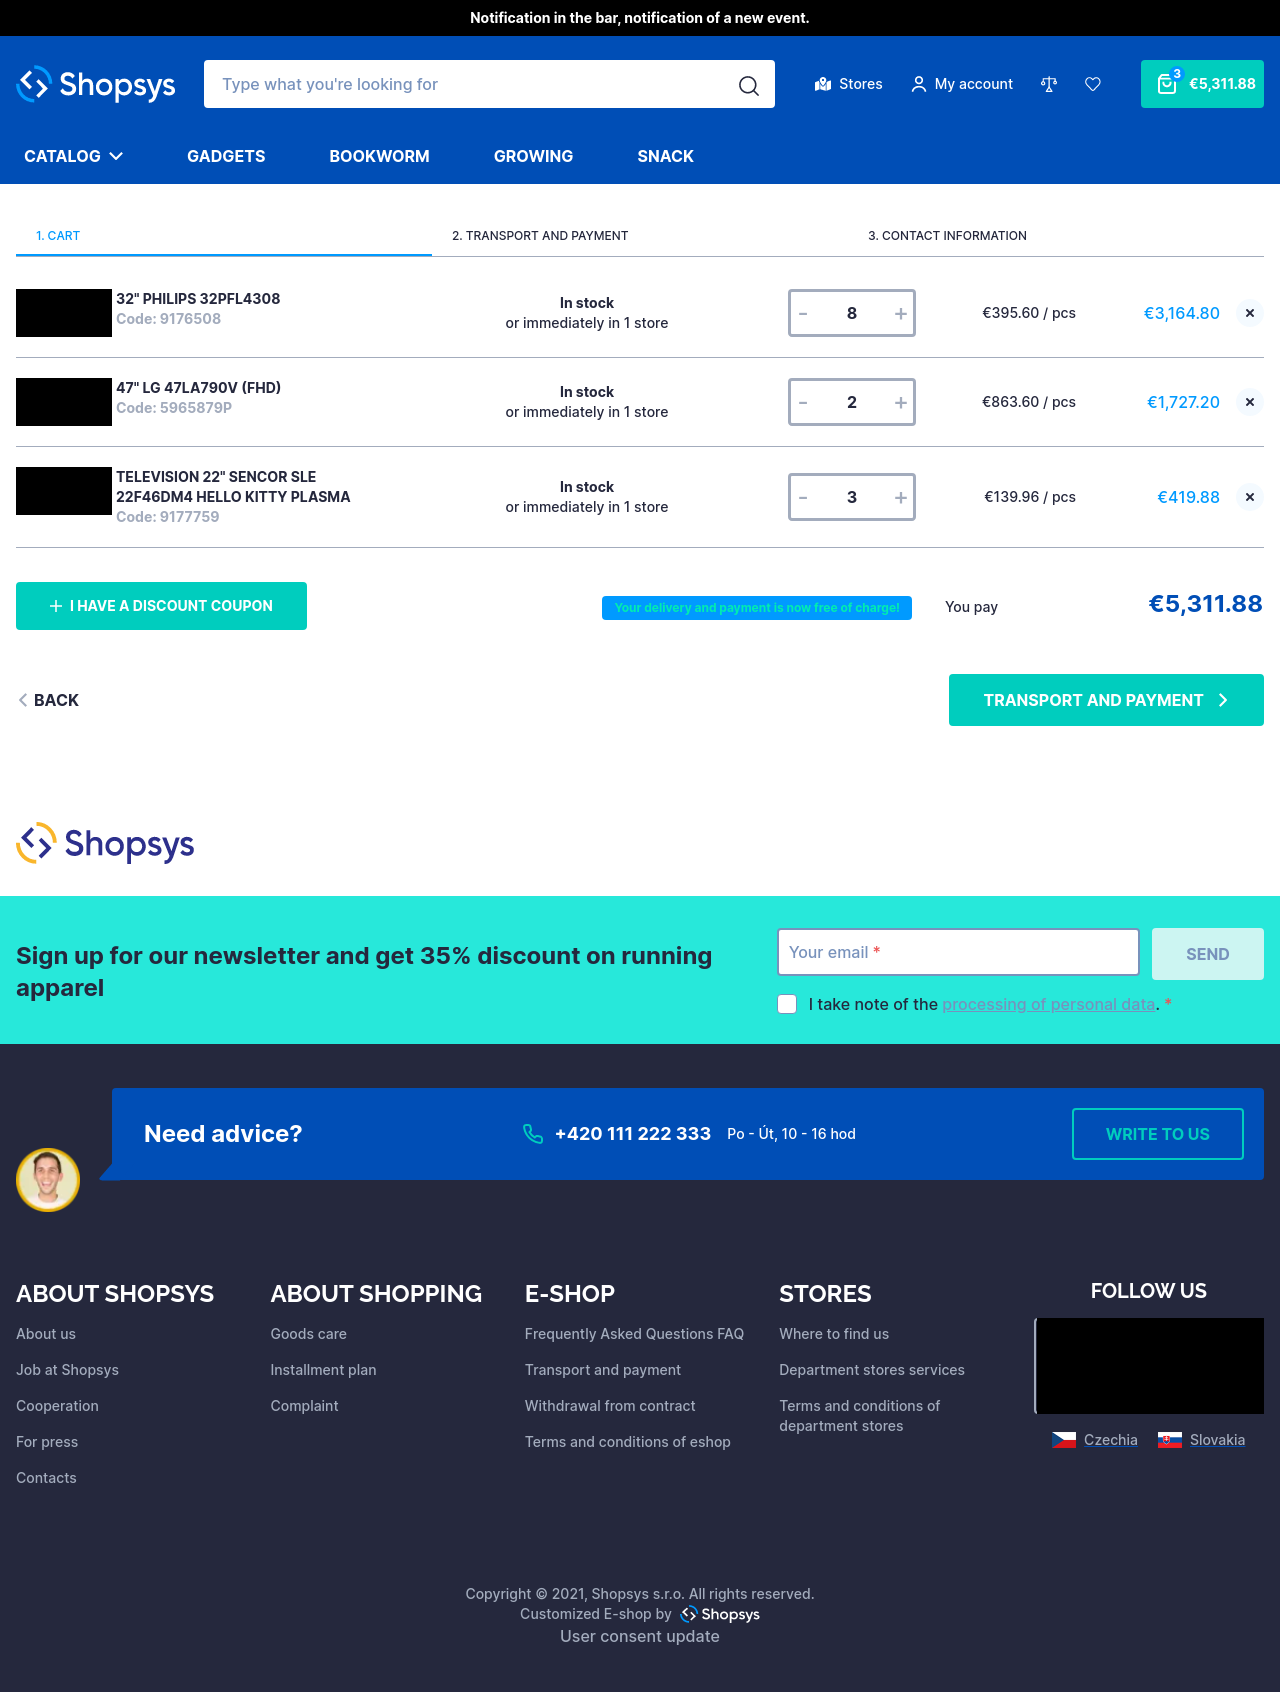 Notification in the bar, notification of a new event.
Shopsys
Type what you're looking for
Stores
My account
3
€5,311.88
CATALOG
GADGETS
BOOKWORM
GROWING
SNACK
1. CART
2. TRANSPORT AND PAYMENT
3. CONTACT INFORMATION
32" PHILIPS 32PFL4308
Code: 9176508
In stock
or immediately in 1 store
- 8 +
€395.60 / pcs
€3,164.80
47" LG 47LA790V (FHD)
Code: 5965879P
In stock
or immediately in 1 store
- 2 +
€863.60 / pcs
€1,727.20
TELEVISION 22" SENCOR SLE
22F46DM4 HELLO KITTY PLASMA
Code: 9177759
In stock
or immediately in 1 store
- 3 +
€139.96 / pcs
€419.88
I HAVE A DISCOUNT COUPON
Your delivery and payment is now free of charge!
You pay
€5,311.88
BACK
TRANSPORT AND PAYMENT
Shopsys
Sign up for our newsletter and get 35% discount on running
apparel
Your email *
SEND
I take note of the processing of personal data. *
Need advice?
+420 111 222 333
Po - Út, 10 - 16 hod
WRITE TO US
ABOUT SHOPSYS
About us
Job at Shopsys
Cooperation
For press
Contacts
ABOUT SHOPPING
Goods care
Installment plan
Complaint
E-SHOP
Frequently Asked Questions FAQ
Transport and payment
Withdrawal from contract
Terms and conditions of eshop
STORES
Where to find us
Department stores services
Terms and conditions of
department stores
FOLLOW US
Czechia
Slovakia
Copyright © 2021, Shopsys s.r.o. All rights reserved.
Customized E-shop by Shopsys
User consent update